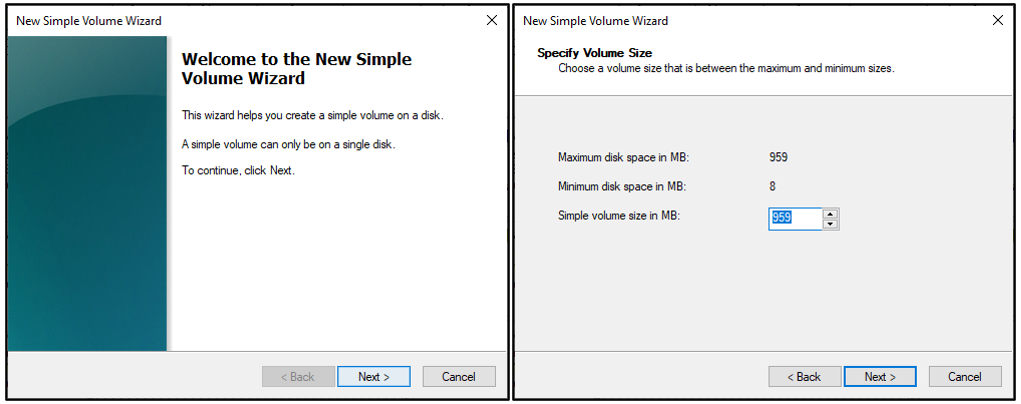 New Simple Volume Wizard
Welcome to the New Simple
Volume Wizard
This wizard helps you create a simple volume on a disk.
A simple volume can only be on a single disk.
To continue, click Next.
< Back
Next >
Cancel
New Simple Volume Wizard
Specify Volume Size
Choose a volume size that is between the maximum and minimum sizes.
Maximum disk space in MB: 959
Minimum disk space in MB: 8
Simple volume size in MB: 959
< Back
Next >
Cancel